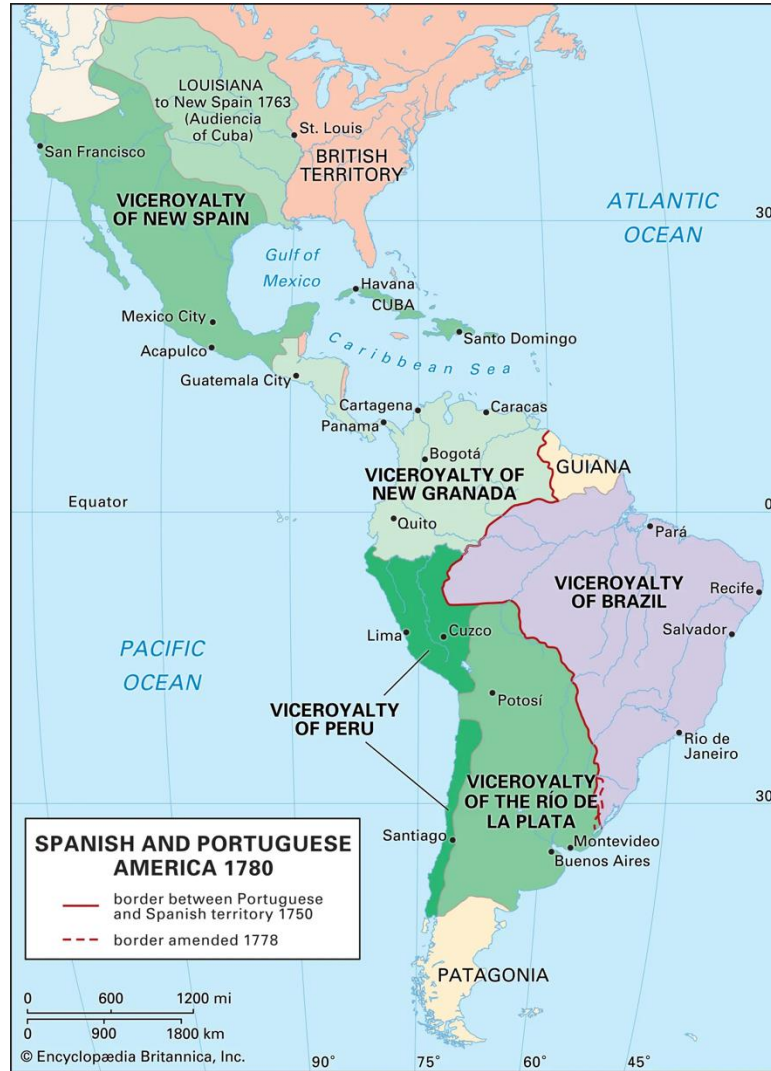 LOUISIANA
to New Spain 1763
(Audiencia
of Cuba)
St. Louis
San Francisco
BRITISH
TERRITORY
VICEROYALTY
OF NEW SPAIN
ATLANTIC
OCEAN
30
Gulf of
Mexico
Havana
CUBA
Mexico City
Santo Domingo
Acapulco
Caribbean Sea
Guatemala City
Cartagena
Caracas
Panama
Bogotá
GUIANA
VICEROYALTY OF
NEW GRANADA
Equator
0
Quito
Pará
VICEROYALTY
OF BRAZIL
Recife
Lima
Cuzco
Salvador
PACIFIC
OCEAN
Potosí
VICEROYALTY
OF PERU
Rio de
Janeiro
VICEROYALTY
OF THE RÍO DE
LA PLATA
30
Santiago
Montevideo
Buenos Aires
SPANISH AND PORTUGUESE
AMERICA 1780
border between Portuguese
and Spanish territory 1750
border amended 1778
PATAGONIA
0 600 1200 mi
0 900 1800 km
© Encyclopædia Britannica, Inc.
90° 75° 60° 45°